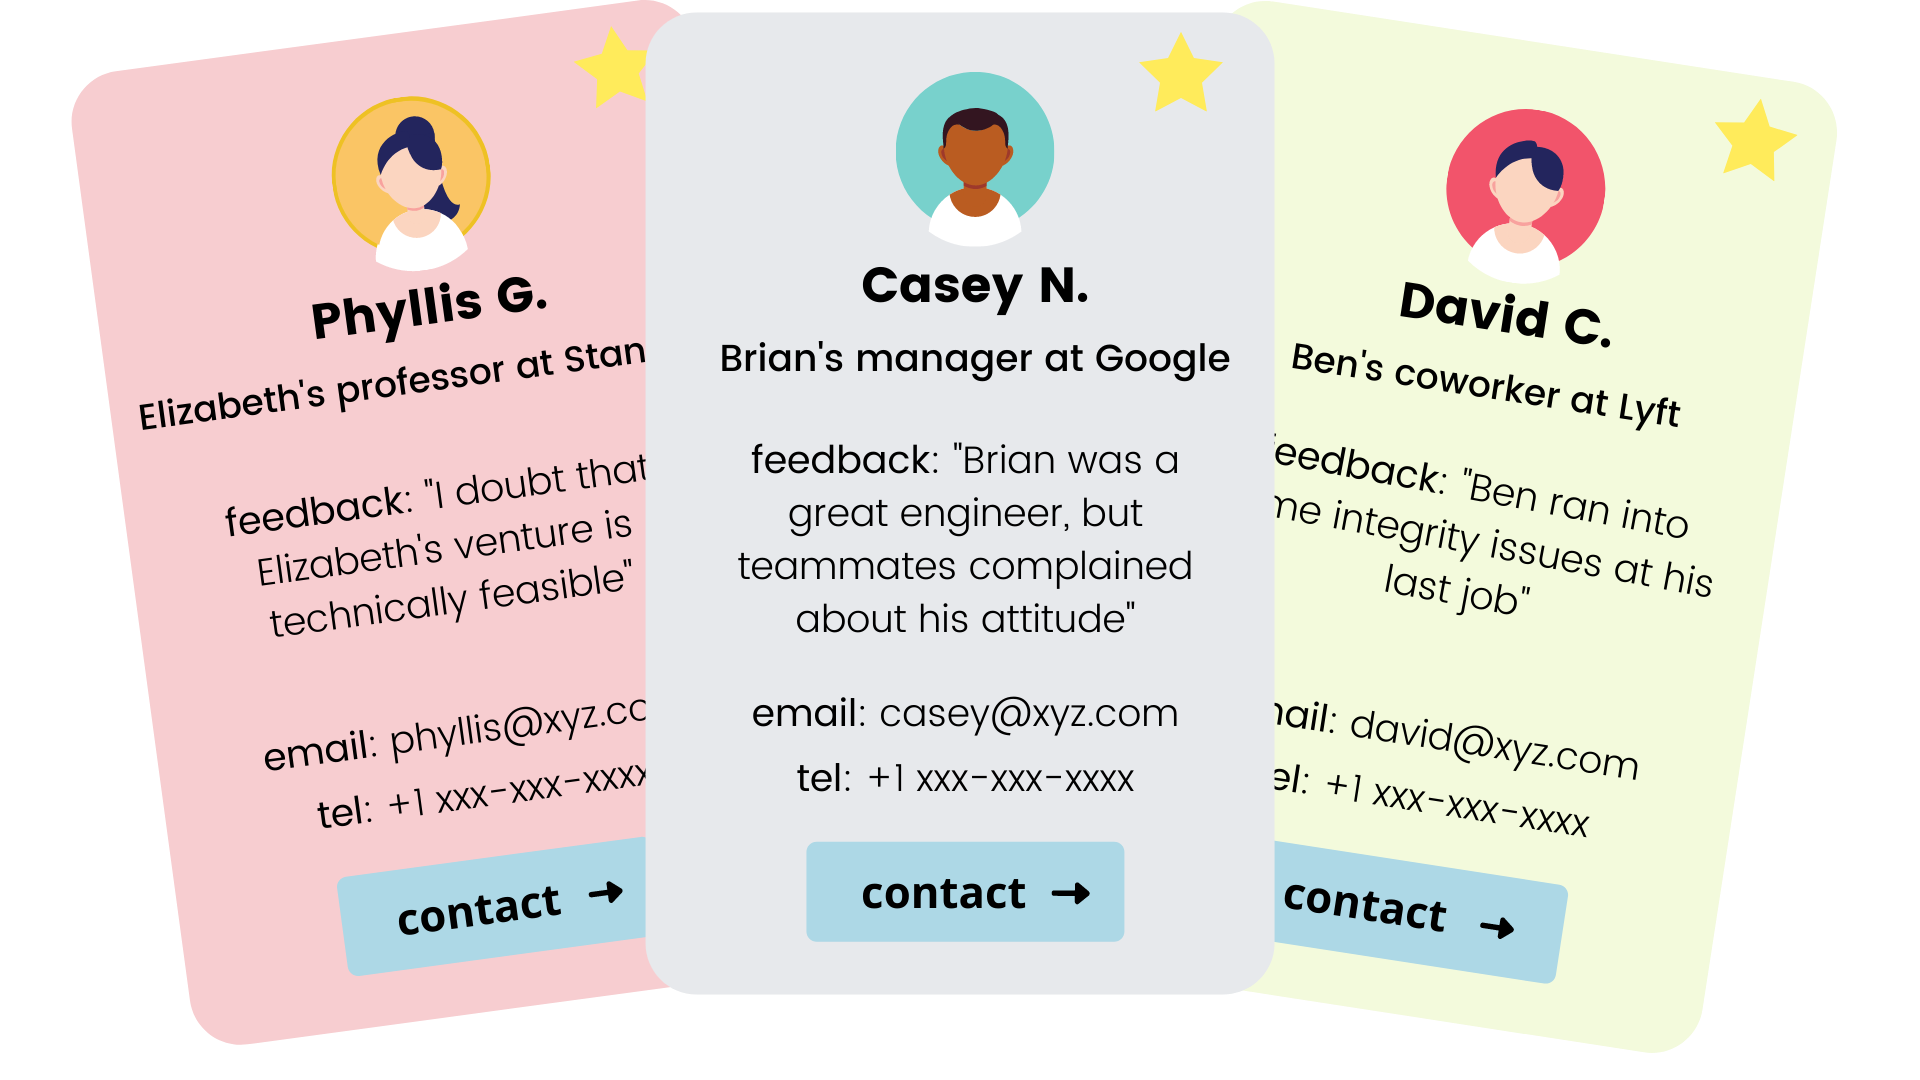 Phyllis G.
Elizabeth's professor at Stan
feedback: "I doubt that
Elizabeth's venture is
technically feasible"
email: phyllis@xyz.co
tel: +1 xxx-xxx-xxxx
contact →
Casey N.
Brian's manager at Google
feedback: "Brian was a
great engineer, but
teammates complained
about his attitude"
email: casey@xyz.com
tel: +1 xxx-xxx-xxxx
contact →
David C.
Ben's coworker at Lyft
feedback: "Ben ran into
me integrity issues at his
last job"
mail: david@xyz.com
tel: +1 xxx-xxx-xxxx
contact →